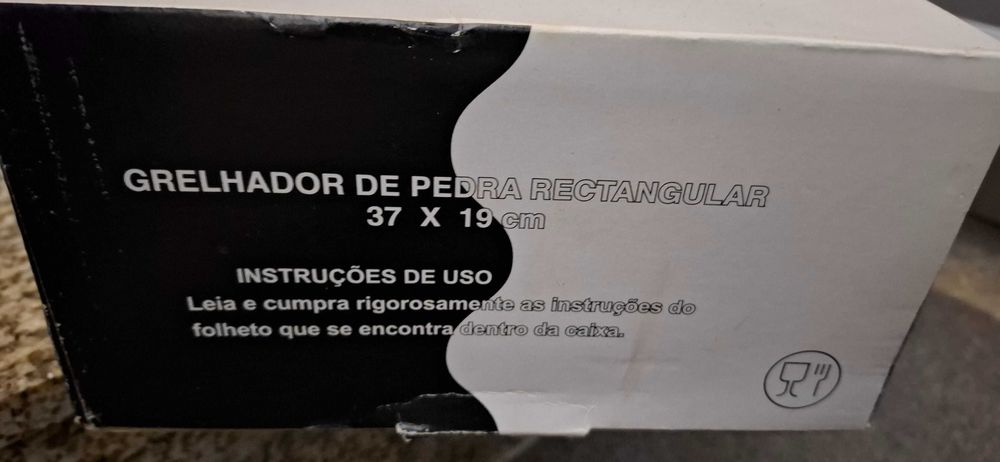 GRELHADOR DE PEDRA RECTANGULAR
37 X 19 cm
INSTRUÇÕES DE USO
Leia e cumpra rigorosamente as instruções do
folheto que se encontra dentro da caixa.